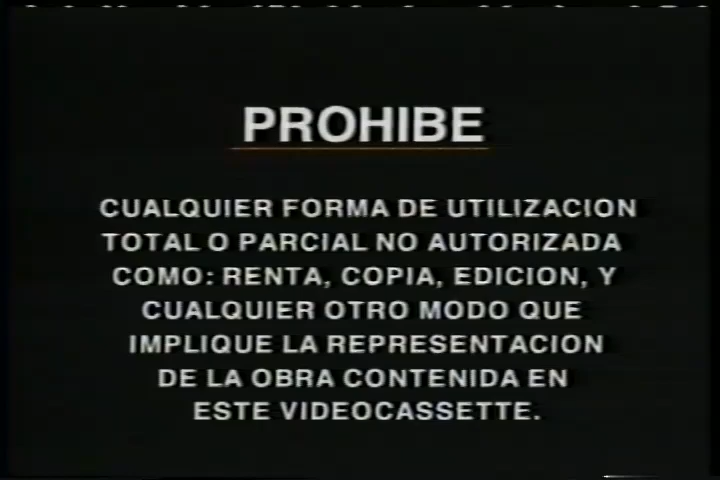 PROHIBE
CUALQUIER FORMA DE UTILIZACION
TOTAL O PARCIAL NO AUTORIZADA
COMO: RENTA, COPIA, EDICION, Y
CUALQUIER OTRO MODO QUE
IMPLIQUE LA REPRESENTACION
DE LA OBRA CONTENIDA EN
ESTE VIDEOCASSETTE.